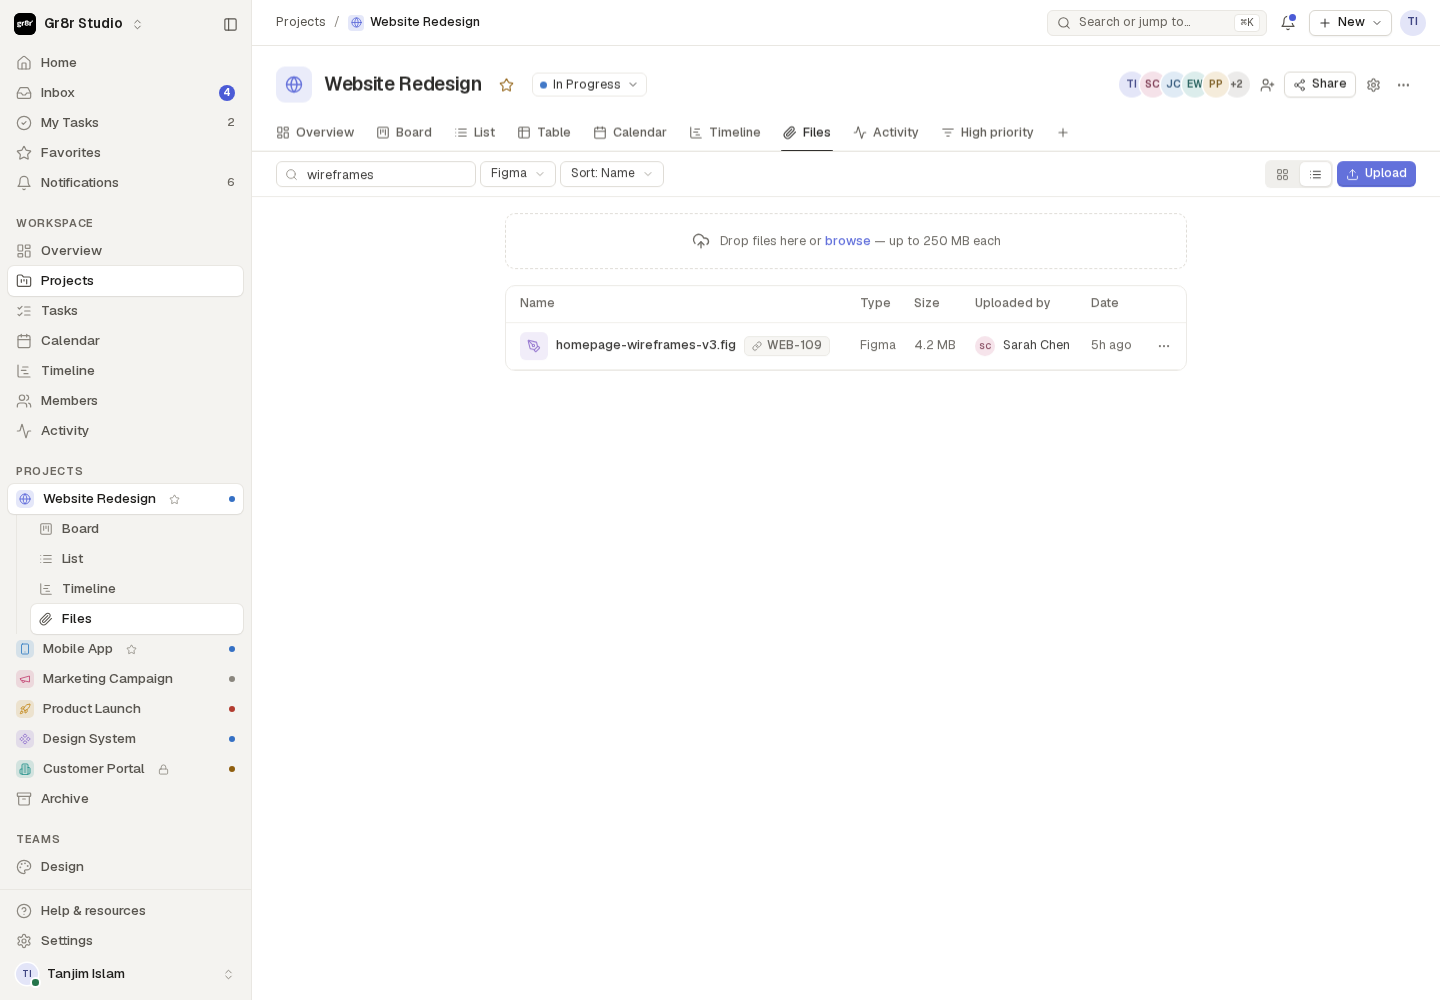 gr8r Gr8r Studio
Home
Inbox 4
My Tasks 2
Favorites
Notifications 6
WORKSPACE
Overview
Projects
Tasks
Calendar
Timeline
Members
Activity
PROJECTS
Website Redesign
Board
List
Timeline
Files
Mobile App
Marketing Campaign
Product Launch
Design System
Customer Portal
Archive
TEAMS
Design
Help & resources
Settings
TI Tanjim Islam
Projects / Website Redesign
Search or jump to... ⌘K
New
TI
Website Redesign
In Progress
TI SC JC EW PP +2
Share
Overview Board List Table Calendar Timeline Files Activity High priority
wireframes
Figma
Sort: Name
Upload
Drop files here or browse — up to 250 MB each
Name Type Size Uploaded by Date
homepage-wireframes-v3.fig WEB-109 Figma 4.2 MB SC Sarah Chen 5h ago